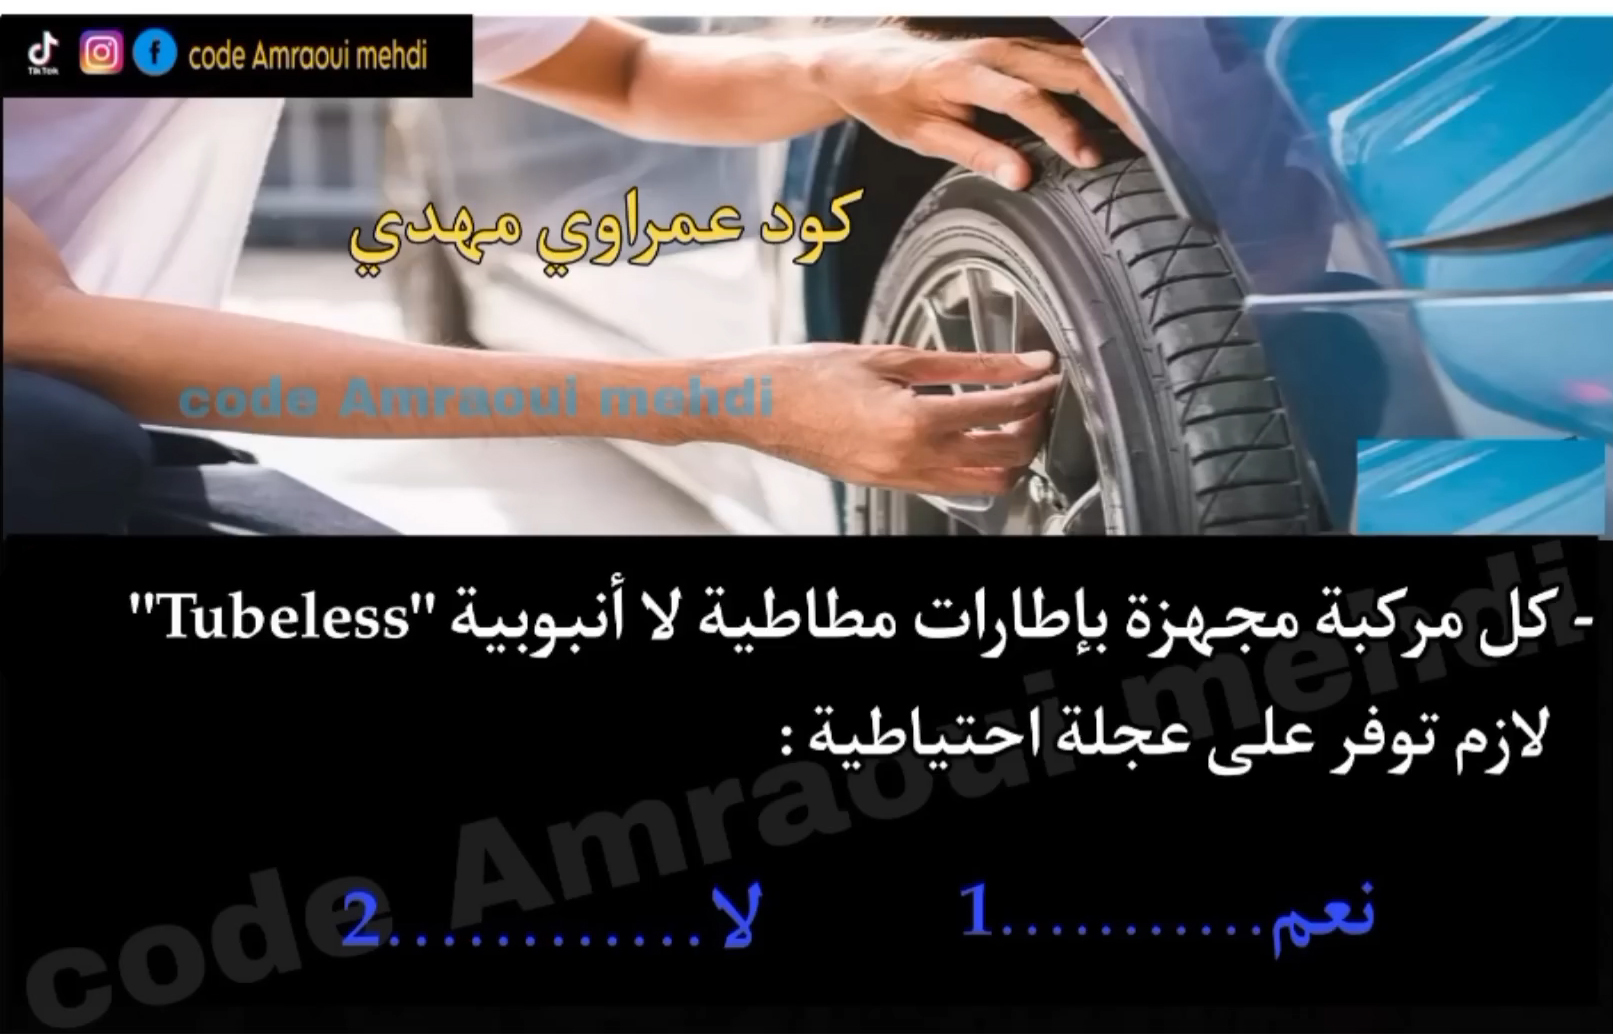 TikTok
code Amraoui mehdi
كود عمراوي مهدي
code Amraoui mehdi
- كل مركبة مجهزة بإطارات مطاطية لا أنبوبية "Tubeless"
لازم توفر على عجلة احتياطية :
نعم...........1 لا............2
code Amraoui mehdi